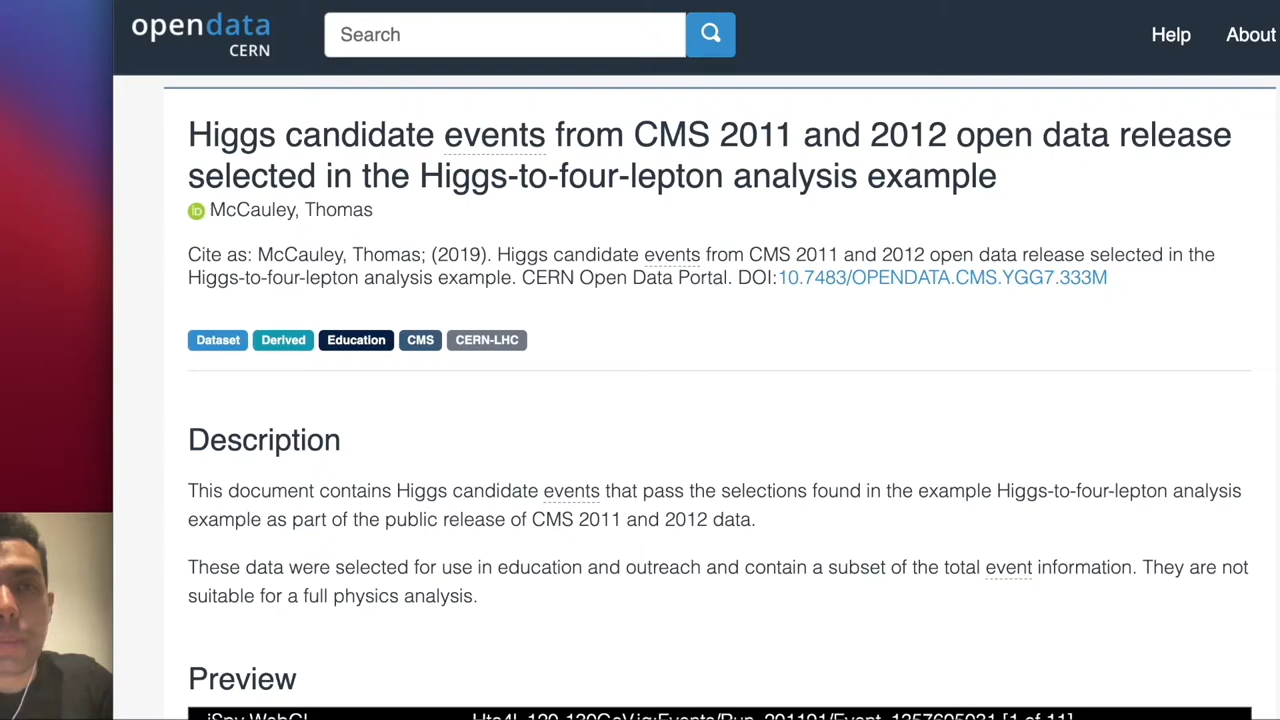 opendata
CERN
Search
Help
About
Higgs candidate events from CMS 2011 and 2012 open data release
selected in the Higgs-to-four-lepton analysis example
iD McCauley, Thomas
Cite as: McCauley, Thomas; (2019). Higgs candidate events from CMS 2011 and 2012 open data release selected in the
Higgs-to-four-lepton analysis example. CERN Open Data Portal. DOI:10.7483/OPENDATA.CMS.YGG7.333M
Dataset Derived Education CMS CERN-LHC
Description
This document contains Higgs candidate events that pass the selections found in the example Higgs-to-four-lepton analysis
example as part of the public release of CMS 2011 and 2012 data.
These data were selected for use in education and outreach and contain a subset of the total event information. They are not
suitable for a full physics analysis.
Preview
iSpy WebGL